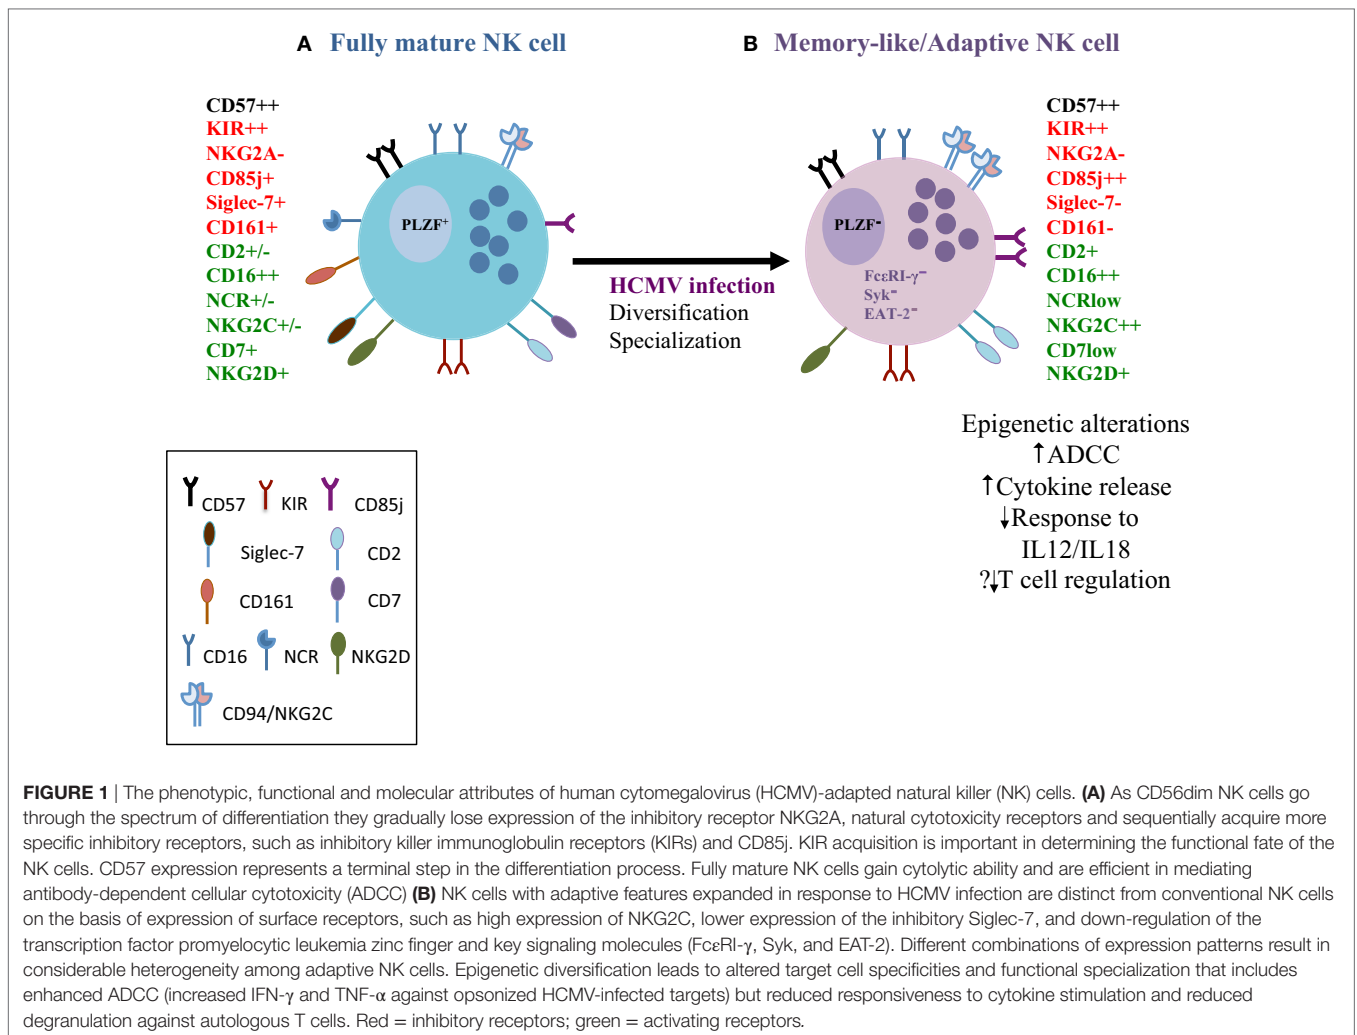 A Fully mature NK cell
CD57++
KIR++
NKG2A-
CD85j+
Siglec-7+
CD161+
CD2+/-
CD16++
NCR+/-
NKG2C+/-
CD7+
NKG2D+
PLZF+
HCMV infection
Diversification
Specialization
B Memory-like/Adaptive NK cell
PLZF-
FcεRI-γ-
Syk-
EAT-2-
CD57++
KIR++
NKG2A-
CD85j++
Siglec-7-
CD161-
CD2+
CD16++
NCRlow
NKG2C++
CD7low
NKG2D+
Epigenetic alterations
↑ADCC
↑Cytokine release
↓Response to
IL12/IL18
?↓T cell regulation
CD57 KIR CD85j
Siglec-7 CD2
CD161 CD7
CD16 NCR NKG2D
CD94/NKG2C
FIGURE 1 | The phenotypic, functional and molecular attributes of human cytomegalovirus (HCMV)-adapted natural killer (NK) cells. (A) As CD56dim NK cells go
through the spectrum of differentiation they gradually lose expression of the inhibitory receptor NKG2A, natural cytotoxicity receptors and sequentially acquire more
specific inhibitory receptors, such as inhibitory killer immunoglobulin receptors (KIRs) and CD85j. KIR acquisition is important in determining the functional fate of the
NK cells. CD57 expression represents a terminal step in the differentiation process. Fully mature NK cells gain cytolytic ability and are efficient in mediating
antibody-dependent cellular cytotoxicity (ADCC) (B) NK cells with adaptive features expanded in response to HCMV infection are distinct from conventional NK cells
on the basis of expression of surface receptors, such as high expression of NKG2C, lower expression of the inhibitory Siglec-7, and down-regulation of the
transcription factor promyelocytic leukemia zinc finger and key signaling molecules (FcεRI-γ, Syk, and EAT-2). Different combinations of expression patterns result in
considerable heterogeneity among adaptive NK cells. Epigenetic diversification leads to altered target cell specificities and functional specialization that includes
enhanced ADCC (increased IFN-γ and TNF-α against opsonized HCMV-infected targets) but reduced responsiveness to cytokine stimulation and reduced
degranulation against autologous T cells. Red = inhibitory receptors; green = activating receptors.